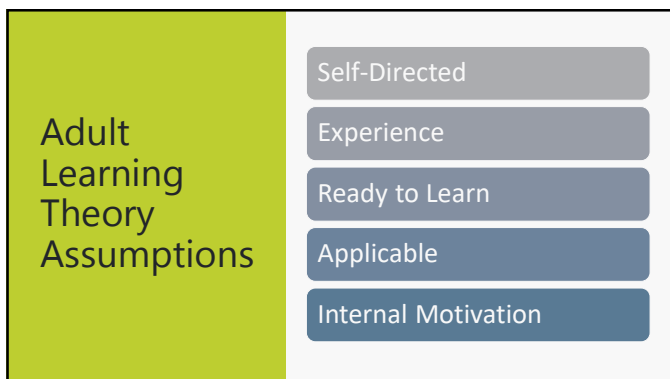 Adult
Learning
Theory
Assumptions
Self-Directed
Experience
Ready to Learn
Applicable
Internal Motivation